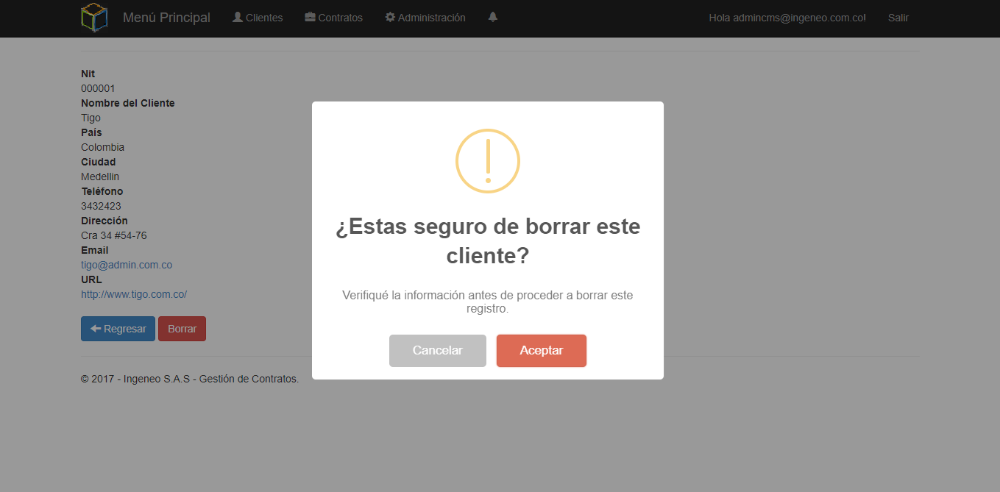 Menú Principal Clientes Contratos Administración Hola admincms@ingeneo.com.co! Salir
Nit
000001
Nombre del Cliente
Tigo
País
Colombia
Ciudad
Medellin
Teléfono
3432423
Dirección
Cra 34 #54-76
Email
tigo@admin.com.co
URL
http://www.tigo.com.co/
Regresar Borrar
© 2017 - Ingeneo S.A.S - Gestión de Contratos.
¿Estas seguro de borrar este
cliente?
Verifiqué la información antes de proceder a borrar este
registro.
Cancelar Aceptar